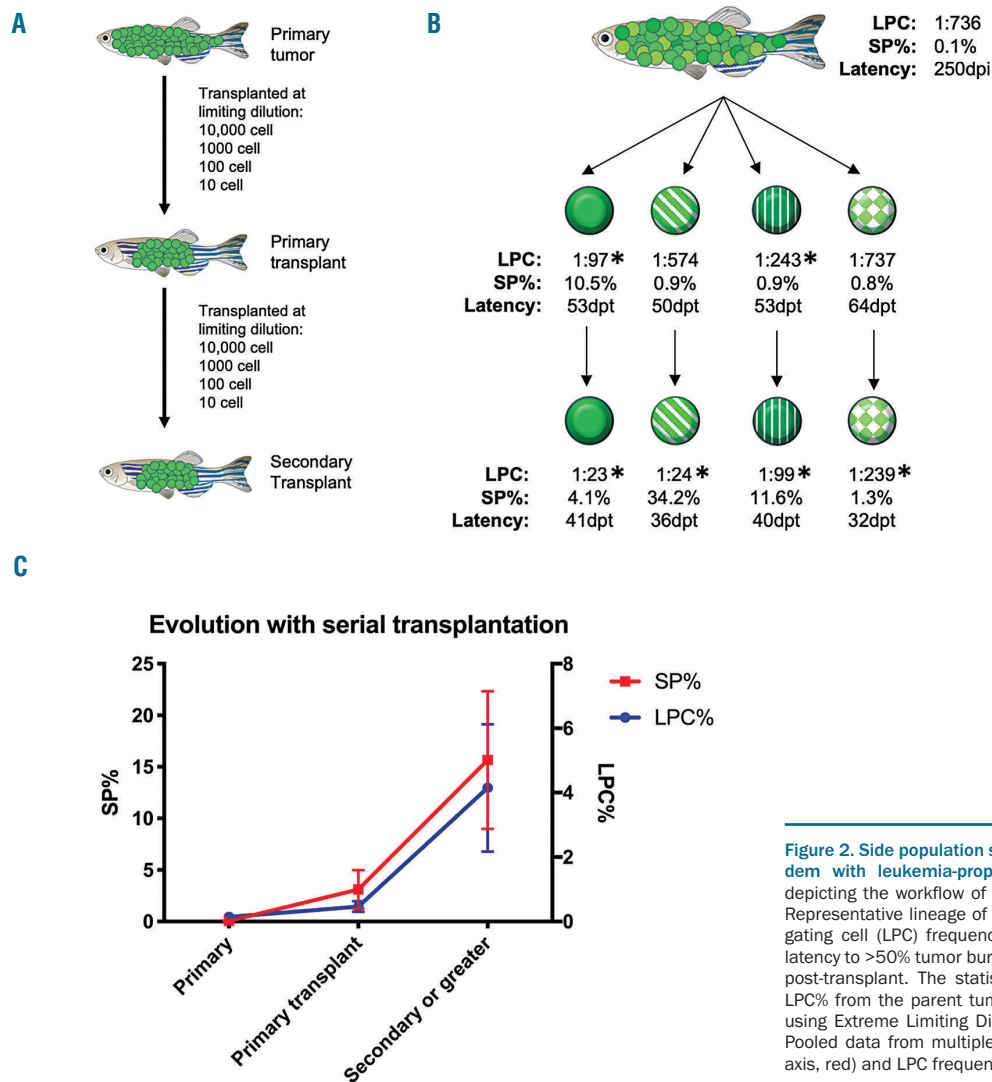 A
Primary
tumor
Transplanted at
limiting dilution:
10,000 cell
1000 cell
100 cell
10 cell
Primary
transplant
Transplanted at
limiting dilution:
10,000 cell
1000 cell
100 cell
10 cell
Secondary
Transplant
B
LPC: 1:736
SP%: 0.1%
Latency: 250dpi
LPC: 1:97* 1:574 1:243* 1:737
SP%: 10.5% 0.9% 0.9% 0.8%
Latency: 53dpt 50dpt 53dpt 64dpt
LPC: 1:23* 1:24* 1:99* 1:239*
SP%: 4.1% 34.2% 11.6% 1.3%
Latency: 41dpt 36dpt 40dpt 32dpt
C
Evolution with serial transplantation
25
20
15
10
5
0
SP%
8
6
4
2
0
LPC%
SP%
LPC%
Primary
Primary transplant
Secondary or greater
Figure 2. Side population s
dem with leukemia-prop
depicting the workflow of
Representative lineage of
gating cell (LPC) frequenc
latency to >50% tumor bur
post-transplant. The statis
LPC% from the parent tun
using Extreme Limiting Di
Pooled data from multiple
axis, red) and LPC frequen